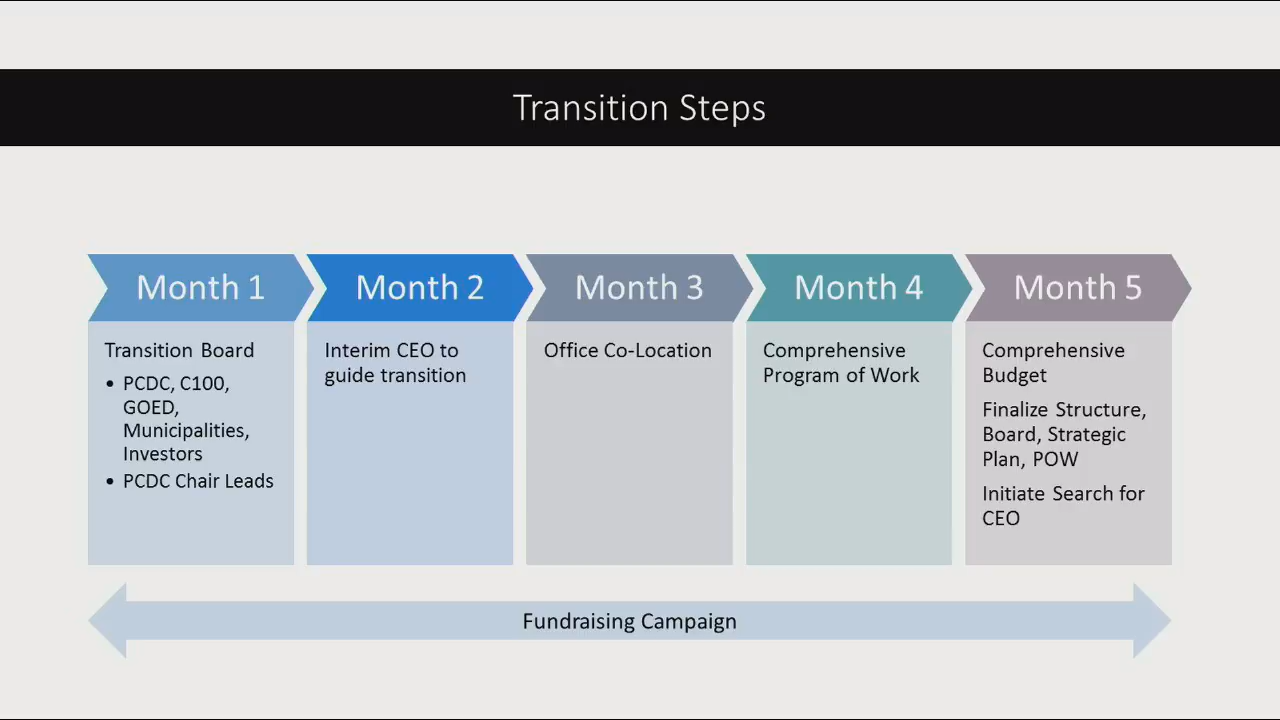 Transition Steps
Month 1
Transition Board
• PCDC, C100,
GOED,
Municipalities,
Investors
• PCDC Chair Leads
Month 2
Interim CEO to
guide transition
Month 3
Office Co-Location
Month 4
Comprehensive
Program of Work
Month 5
Comprehensive
Budget
Finalize Structure,
Board, Strategic
Plan, POW
Initiate Search for
CEO
Fundraising Campaign